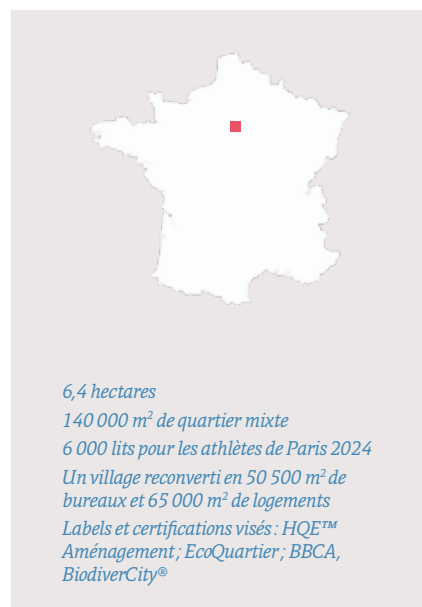 6,4 hectares
140 000 m² de quartier mixte
6 000 lits pour les athlètes de Paris 2024
Un village reconverti en 50 500 m² de
bureaux et 65 000 m² de logements
Labels et certifications visés : HQE™
Aménagement ; EcoQuartier ; BBCA,
BiodiverCity®